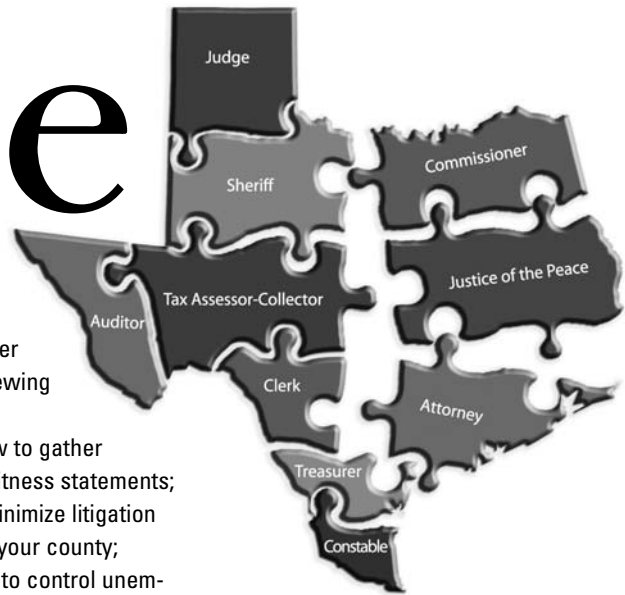 e
Judge
Sheriff
Commissioner
Tax Assessor-Collector
Justice of the Peace
Auditor
Clerk
Attorney
Treasurer
Constable
er
ewing
w to gather
itness statements;
inimize litigation
your county;
to control unem-